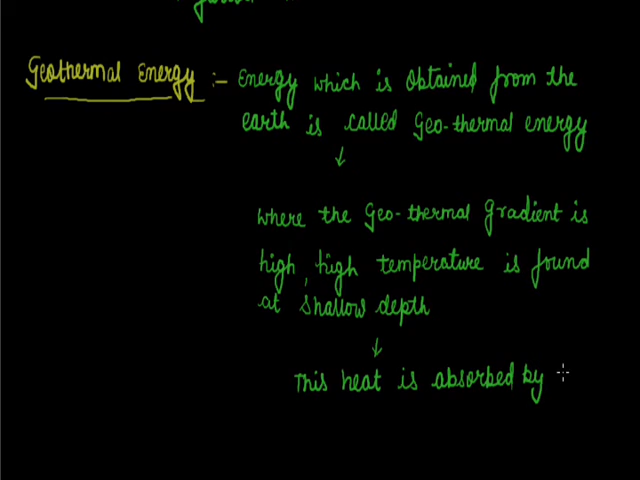 Geothermal Energy :- Energy which is obtained from the
earth is called Geo-thermal energy
↓
where the Geo-thermal gradient is
high, high temperature is found
at shallow depth
↓
This heat is absorbed by